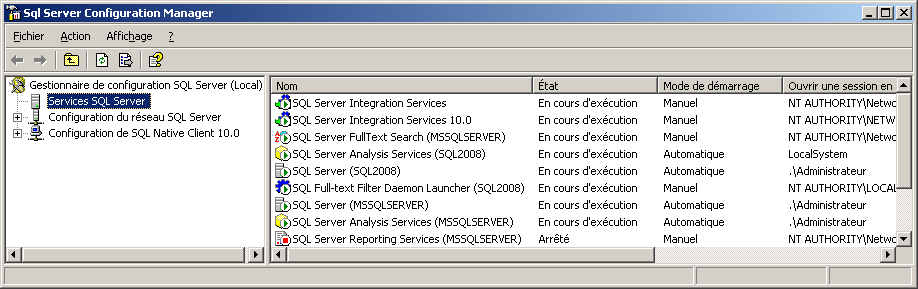 Sql Server Configuration Manager
Fichier Action Affichage ?
Gestionnaire de configuration SQL Server (Local)
Services SQL Server
Configuration du réseau SQL Server
Configuration de SQL Native Client 10.0
Nom État Mode de démarrage Ouvrir une session en
SQL Server Integration Services En cours d'exécution Manuel NT AUTHORITY\Netwo
SQL Server Integration Services 10.0 En cours d'exécution Manuel NT AUTHORITY\NETW
SQL Server FullText Search (MSSQLSERVER) En cours d'exécution Manuel NT AUTHORITY\Netwo
SQL Server Analysis Services (SQL2008) En cours d'exécution Automatique LocalSystem
SQL Server (SQL2008) En cours d'exécution Automatique .\Administrateur
SQL Full-text Filter Daemon Launcher (SQL2008) En cours d'exécution Manuel NT AUTHORITY\LOCAL
SQL Server (MSSQLSERVER) En cours d'exécution Automatique .\Administrateur
SQL Server Analysis Services (MSSQLSERVER) En cours d'exécution Automatique .\Administrateur
SQL Server Reporting Services (MSSQLSERVER) Arrêté Manuel NT AUTHORITY\Netwo